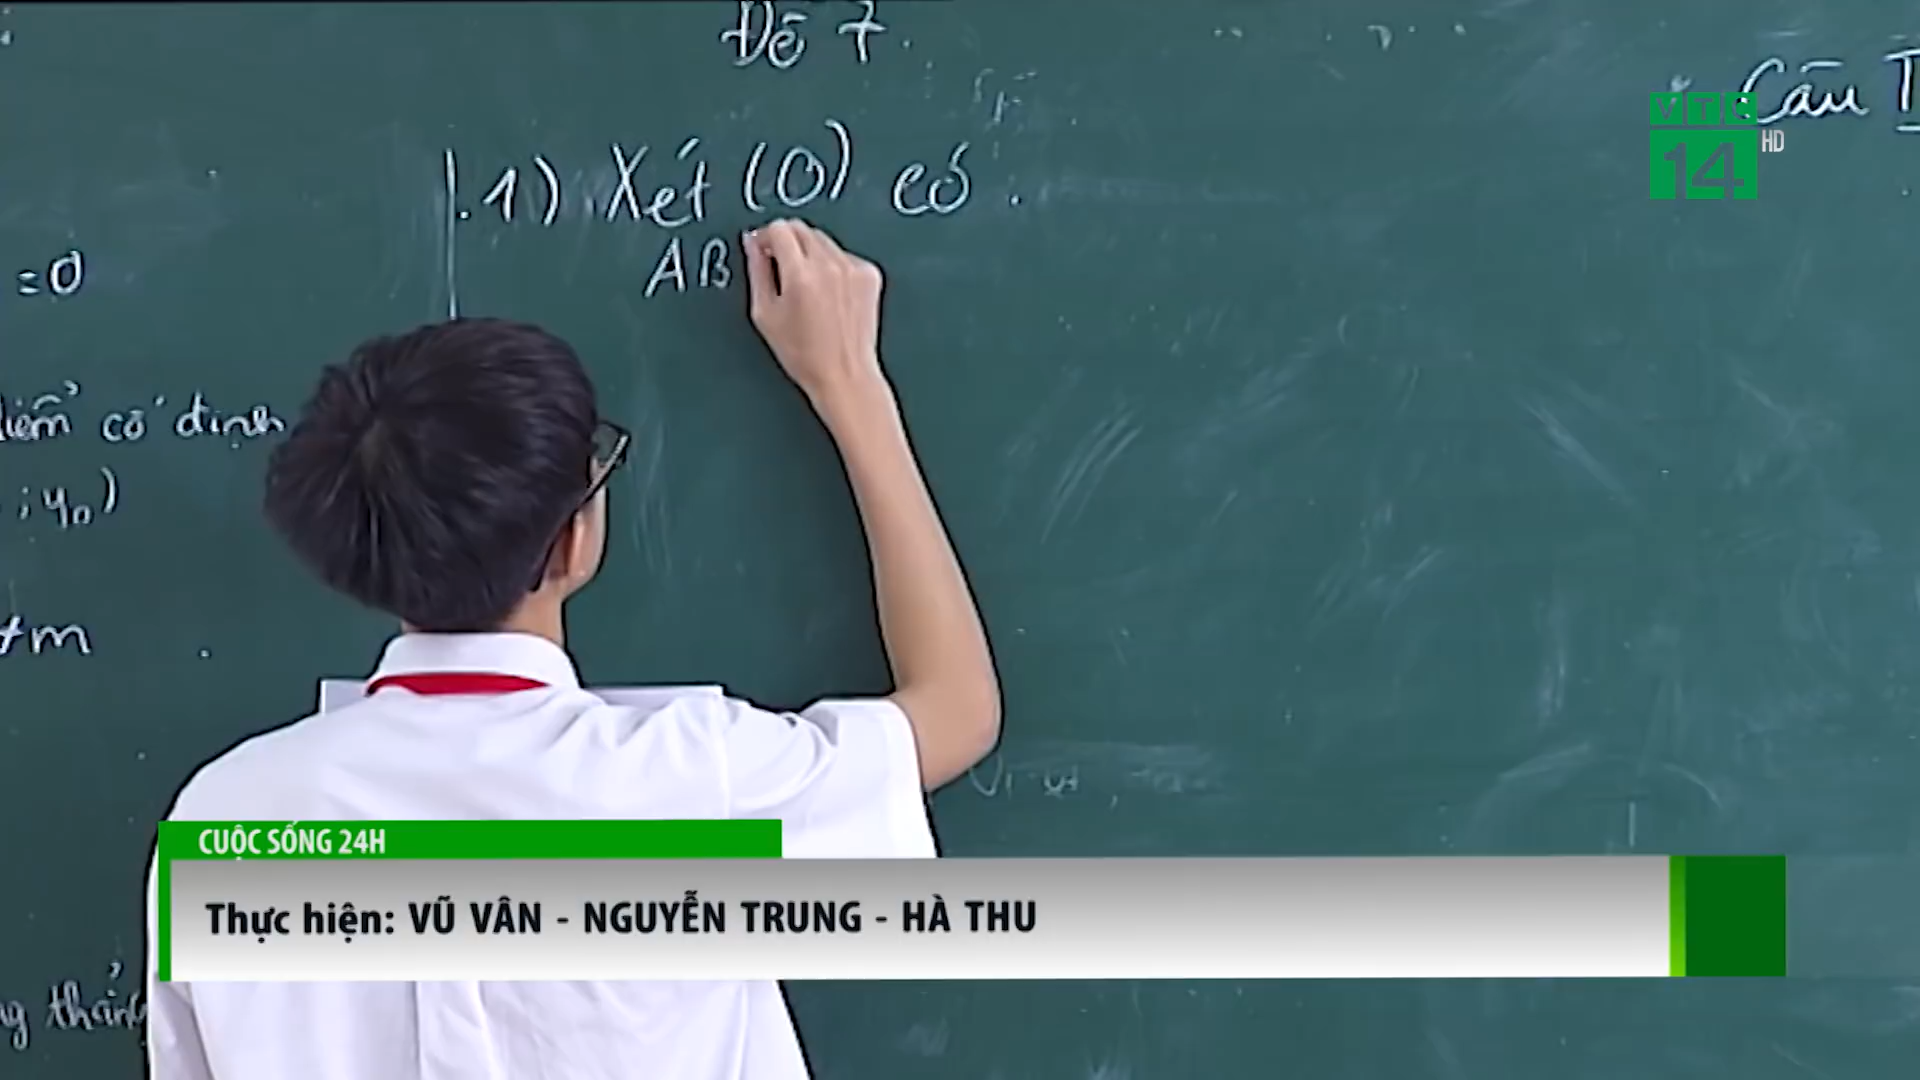 Đề 7.
Câu I
VTC
14 HD
1) Xét (O) có
AB
=0
điểm cố định
;y₀)
+m
CUỘC SỐNG 24H
Thực hiện: VŨ VÂN - NGUYỄN TRUNG - HÀ THU